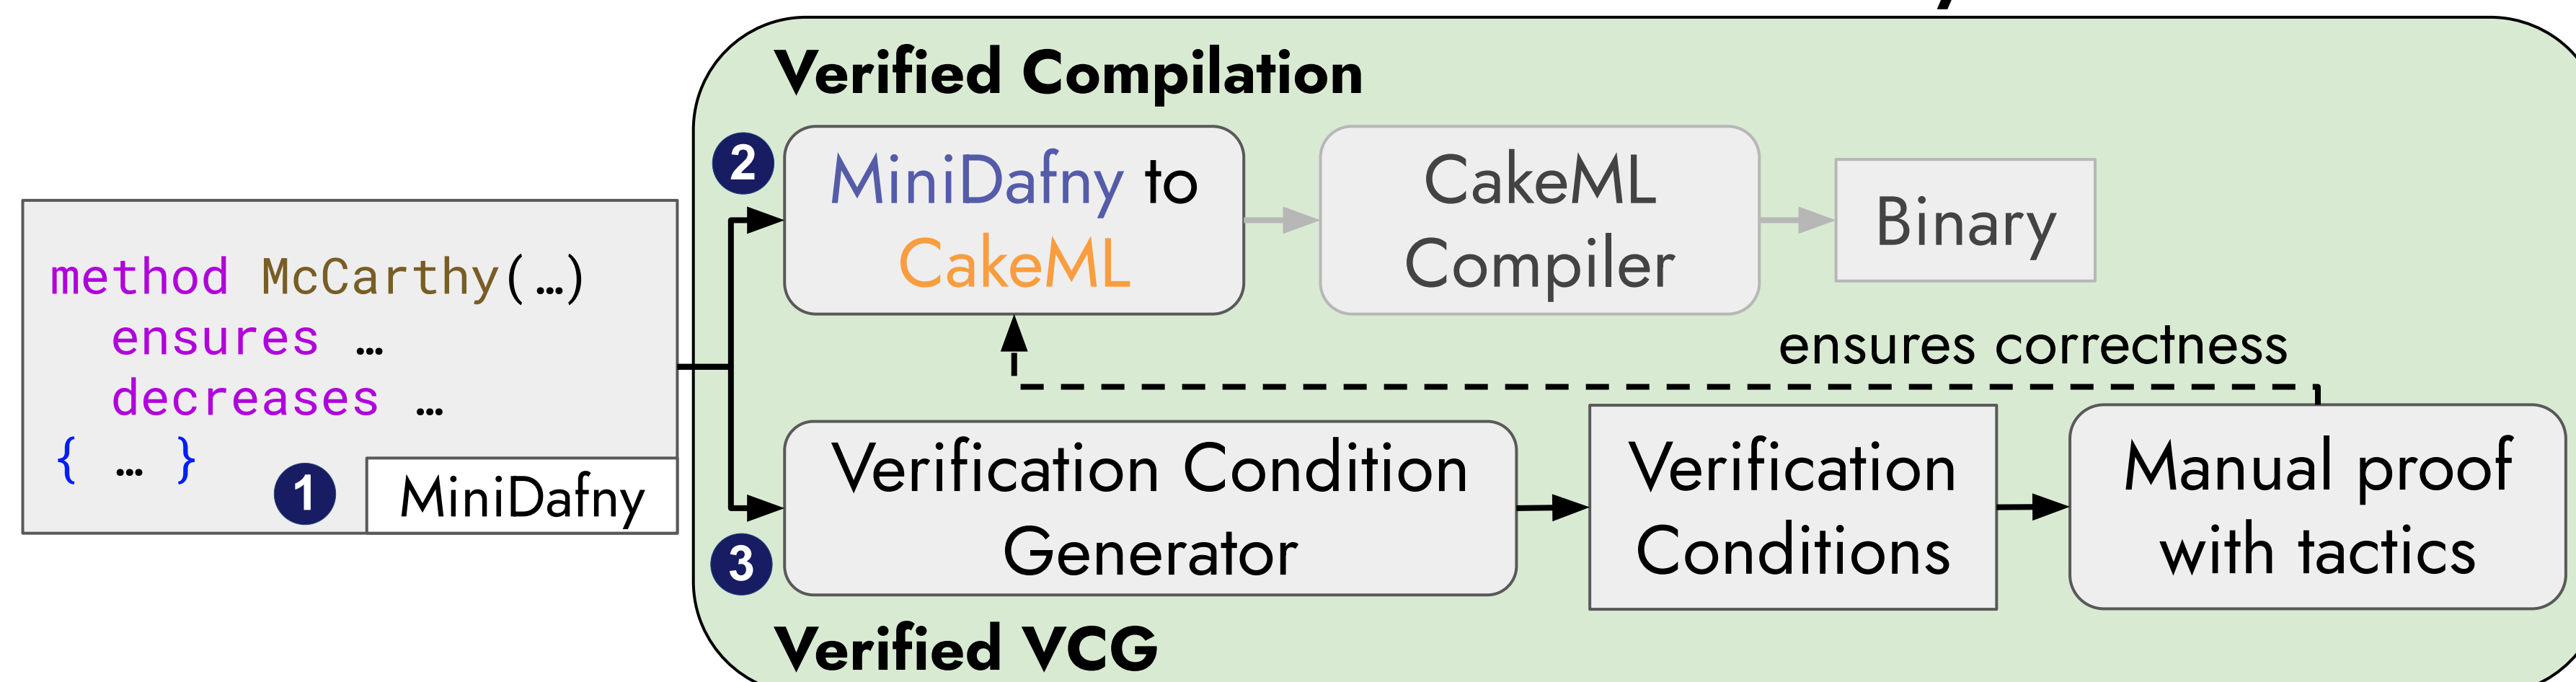 Verified Compilation
2
MiniDafny to
CakeML
CakeML
Compiler
Binary
method McCarthy(…)
ensures …
decreases …
{ … }
1
MiniDafny
ensures correctness
3
Verification Condition
Generator
Verification
Conditions
Manual proof
with tactics
Verified VCG